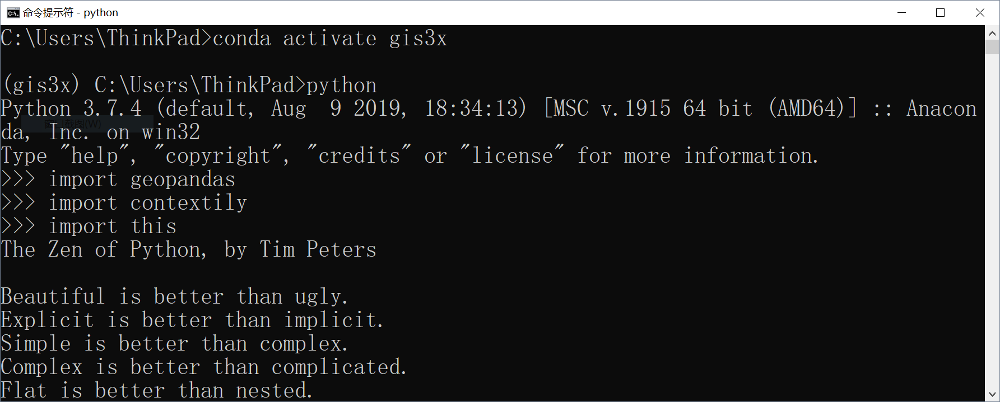 命令提示符 - python
C:\Users\ThinkPad>conda activate gis3x
(gis3x) C:\Users\ThinkPad>python
Python 3.7.4 (default, Aug  9 2019, 18:34:13) [MSC v.1915 64 bit (AMD64)] :: Anacon
窗口截图(W)
da, Inc. on win32
Type "help", "copyright", "credits" or "license" for more information.
>>> import geopandas
>>> import contextily
>>> import this
The Zen of Python, by Tim Peters
Beautiful is better than ugly.
Explicit is better than implicit.
Simple is better than complex.
Complex is better than complicated.
Flat is better than nested.